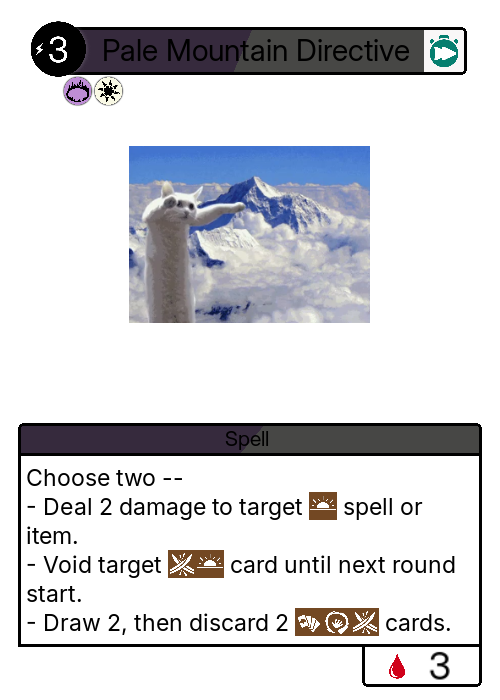 3 Pale Mountain Directive
Spell
Choose two --
- Deal 2 damage to target spell or
item.
- Void target card until next round
start.
- Draw 2, then discard 2 cards.
3